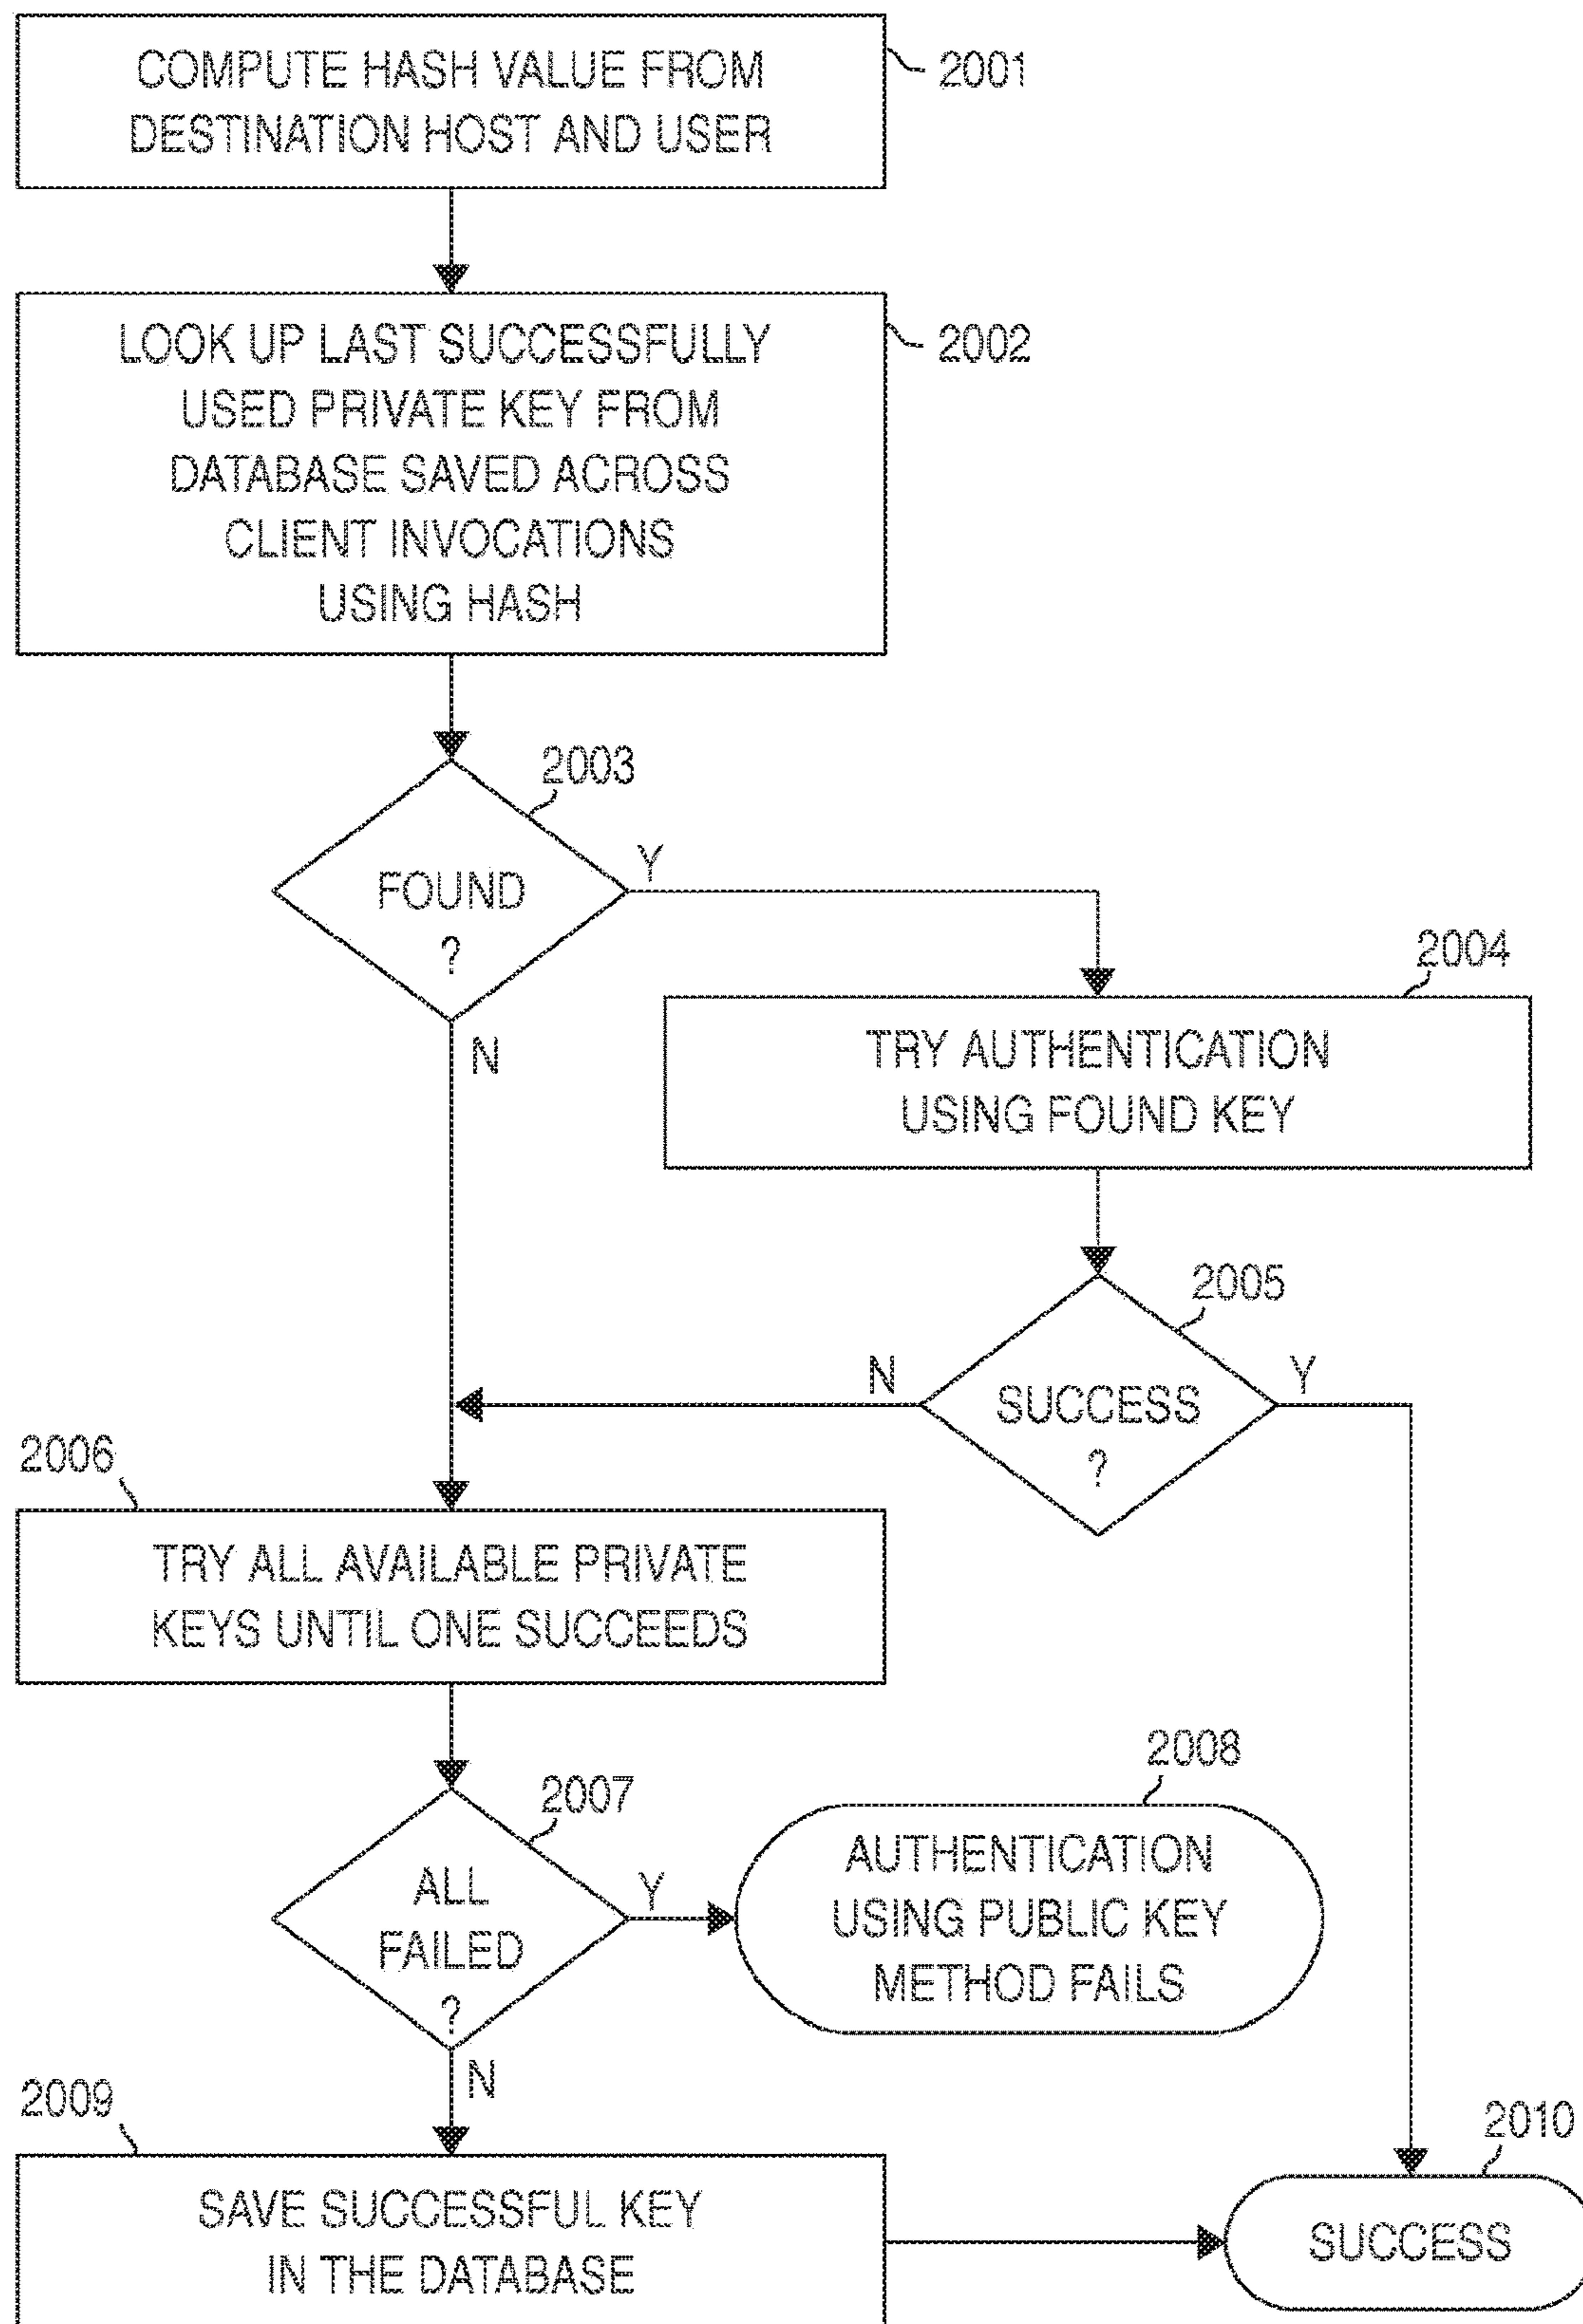 COMPUTE HASH VALUE FROM
DESTINATION HOST AND USER
2001
LOOK UP LAST SUCCESSFULLY
USED PRIVATE KEY FROM
DATABASE SAVED ACROSS
CLIENT INVOCATIONS
USING HASH
2002
2003
FOUND
?
Y
N
2004
TRY AUTHENTICATION
USING FOUND KEY
2005
SUCCESS
?
N
Y
2006
TRY ALL AVAILABLE PRIVATE
KEYS UNTIL ONE SUCCEEDS
2007
ALL
FAILED
?
Y
N
2008
AUTHENTICATION
USING PUBLIC KEY
METHOD FAILS
2009
SAVE SUCCESSFUL KEY
IN THE DATABASE
2010
SUCCESS